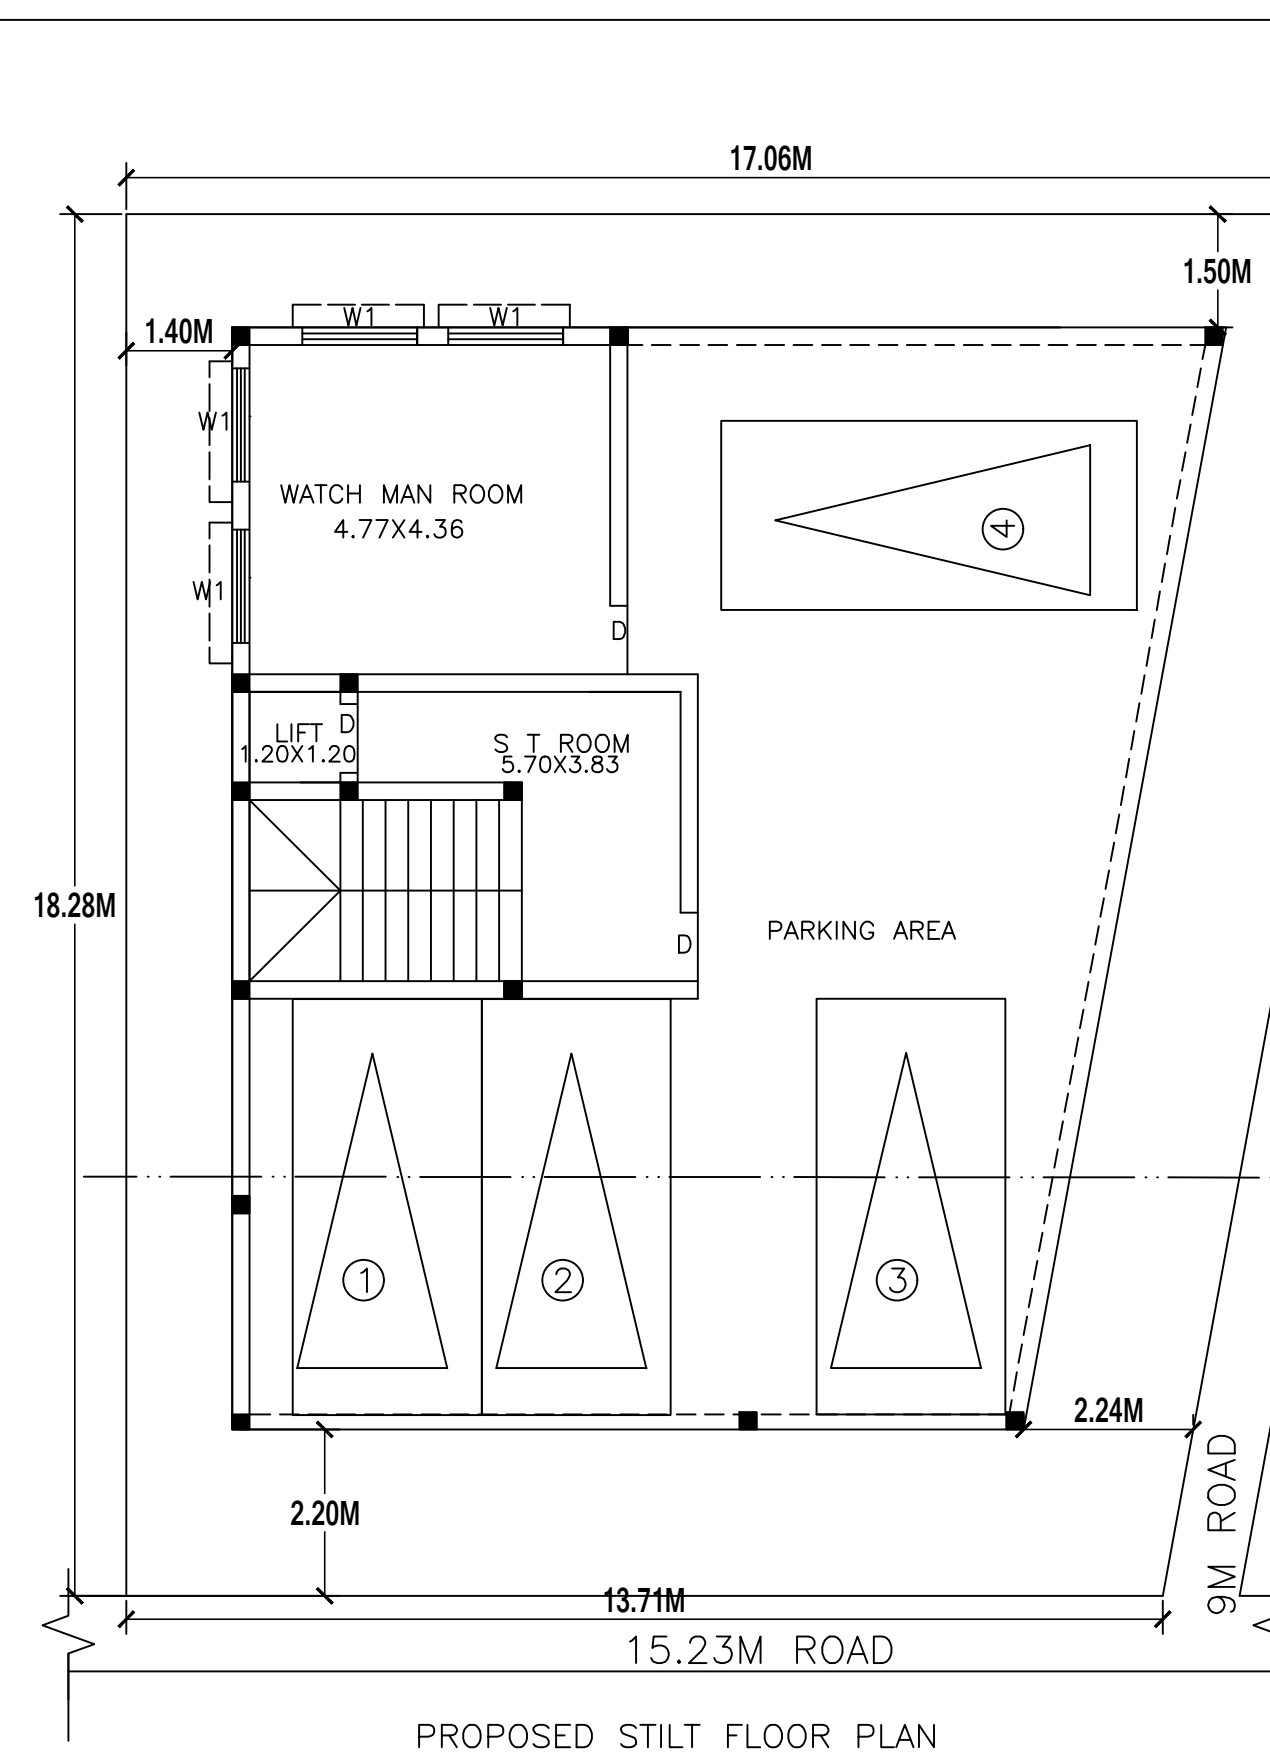 17.06M
1.50M
W1 W1
1.40M
W1
WATCH MAN ROOM
4.77X4.36
4
W1
D
LIFT
1.20X1.20
D
S T ROOM
5.70X3.83
18.28M
PARKING AREA
D
1
2
3
2.24M
2.20M
9M ROAD
13.71M
15.23M ROAD
PROPOSED STILT FLOOR PLAN